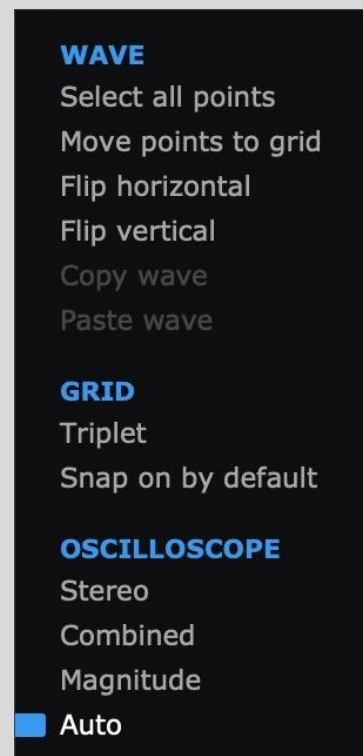 WAVE
Select all points
Move points to grid
Flip horizontal
Flip vertical
Copy wave
Paste wave
GRID
Triplet
Snap on by default
OSCILLOSCOPE
Stereo
Combined
Magnitude
Auto